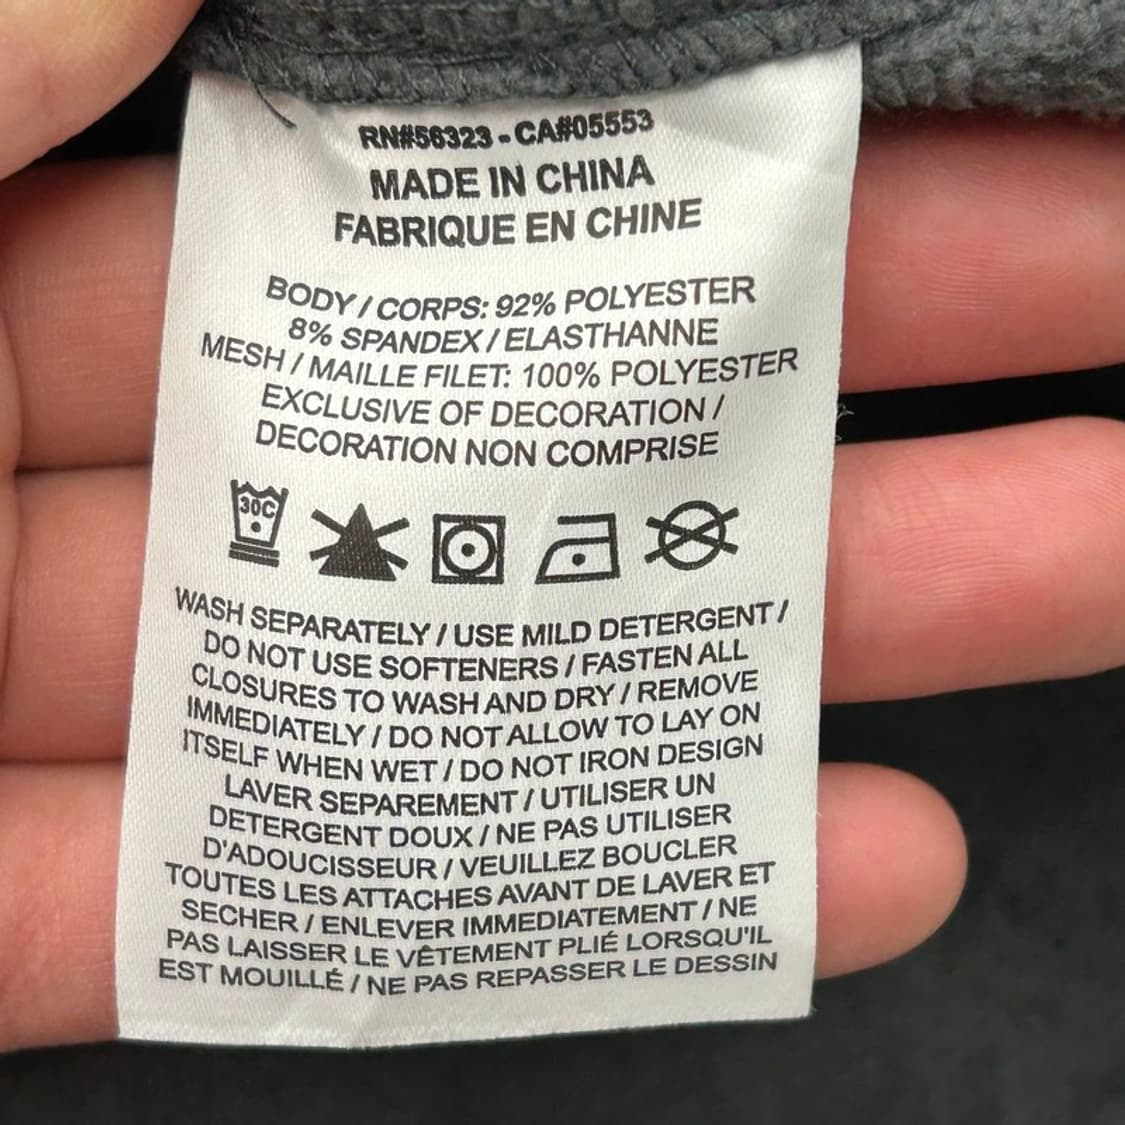 RN#56323 - CA#05553
MADE IN CHINA
FABRIQUE EN CHINE
BODY / CORPS: 92% POLYESTER
8% SPANDEX / ELASTHANNE
MESH / MAILLE FILET: 100% POLYESTER
EXCLUSIVE OF DECORATION /
DECORATION NON COMPRISE
30C
WASH SEPARATELY / USE MILD DETERGENT /
DO NOT USE SOFTENERS / FASTEN ALL
CLOSURES TO WASH AND DRY / REMOVE
IMMEDIATELY / DO NOT ALLOW TO LAY ON
ITSELF WHEN WET / DO NOT IRON DESIGN
LAVER SEPAREMENT / UTILISER UN
DETERGENT DOUX / NE PAS UTILISER
D'ADOUCISSEUR / VEUILLEZ BOUCLER
TOUTES LES ATTACHES AVANT DE LAVER ET
SECHER / ENLEVER IMMEDIATEMENT / NE
PAS LAISSER LE VÊTEMENT PLIÉ LORSQU'IL
EST MOUILLÉ / NE PAS REPASSER LE DESSIN